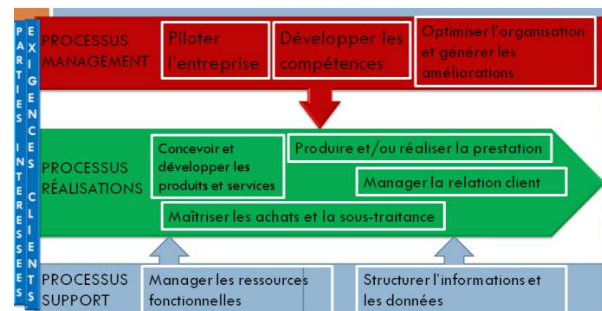 PARTIES INTERESSEES
EXIGENCES CLIENTS
PROCESSUS
MANAGEMENT
Piloter
l'entreprise
Développer les
compétences
Optimiser l'organisation
et générer les
améliorations
PROCESSUS
RÉALISATIONS
Concevoir et
développer les
produits et services
Produire et/ou réaliser la prestation
Manager la relation client
Maîtriser les achats et la sous-traitance
PROCESSUS
SUPPORT
Manager les ressources
fonctionnelles
Structurer l'informations et
les données